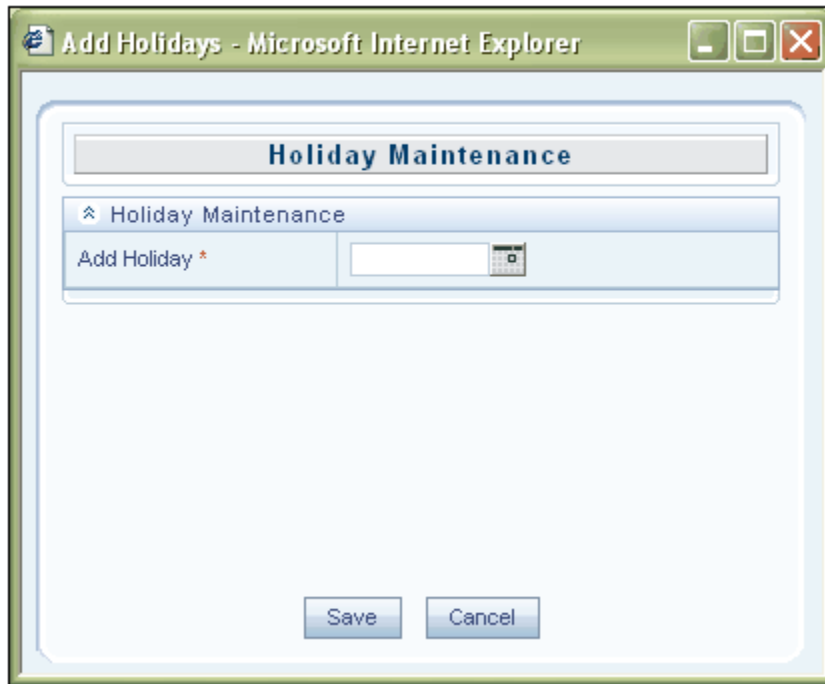 Add Holidays - Microsoft Internet Explorer
Holiday Maintenance
Holiday Maintenance
Add Holiday *
Save Cancel